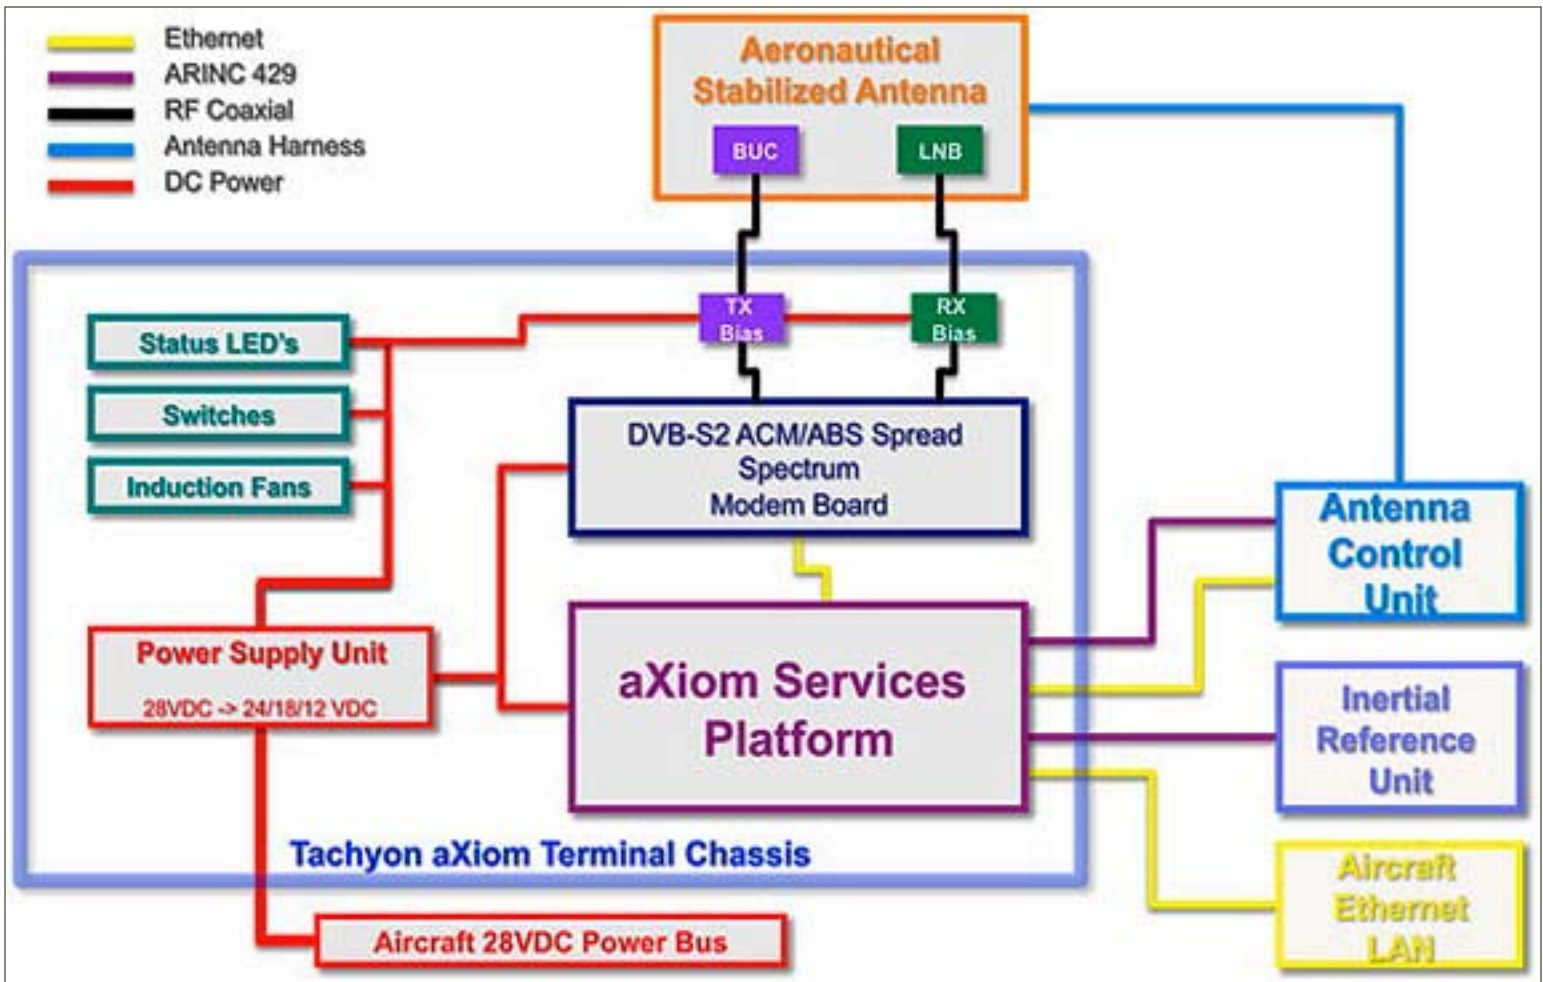 Ethernet
ARINC 429
RF Coaxial
Antenna Harness
DC Power
Aeronautical
Stabilized Antenna
BUC
LNB
TX
Bias
RX
Bias
Status LED's
Switches
Induction Fans
DVB-S2 ACM/ABS Spread
Spectrum
Modem Board
Antenna
Control
Unit
Power Supply Unit
28VDC -> 24/18/12 VDC
aXiom Services
Platform
Inertial
Reference
Unit
Tachyon aXiom Terminal Chassis
Aircraft
Ethernet
LAN
Aircraft 28VDC Power Bus